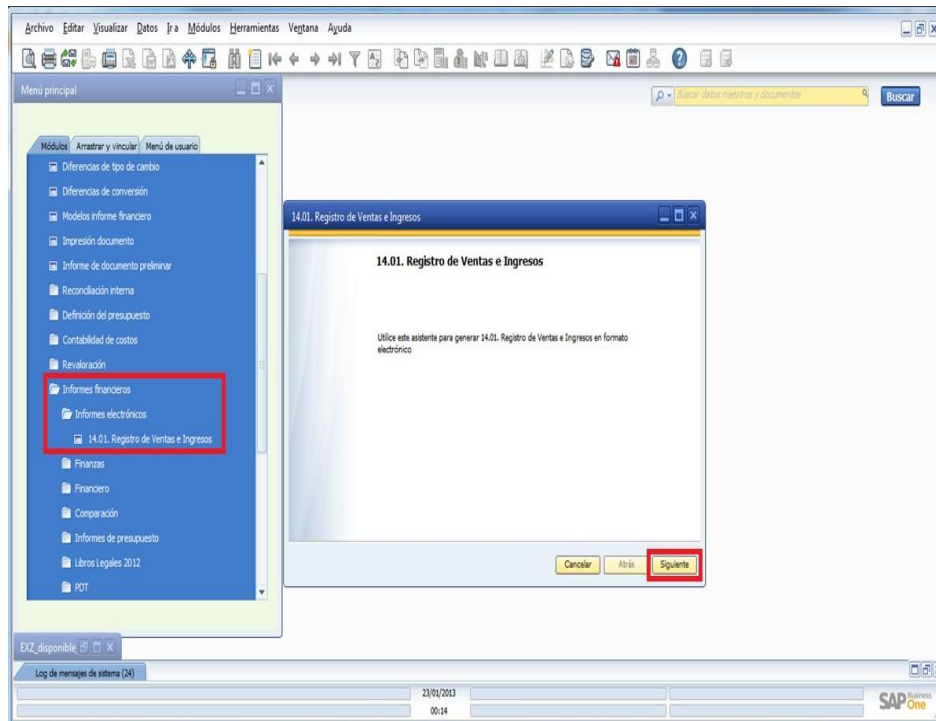 Archivo Editar Visualizar Datos Ir a Módulos Herramientas Ventana Ayuda
Menú principal
Buscar datos maestros y documentos
Buscar
Módulos Arrastrar y vincular Menú de usuario
Diferencias de tipo de cambio
Diferencias de conversión
Modelos informe financiero
Impresión documento
Informe de documento preliminar
Reconciliación interna
Definición del presupuesto
Contabilidad de costos
Revaloración
Informes financieros
Informes electrónicos
14.01. Registro de Ventas e Ingresos
Finanzas
Financiero
Comparación
Informes de presupuesto
Libros Legales 2012
PDT
14.01. Registro de Ventas e Ingresos
14.01. Registro de Ventas e Ingresos
Utilice este asistente para generar 14.01. Registro de Ventas e Ingresos en formato
electrónico
Cancelar Atrás Siguiente
EXZ_disponible
Log de mensajes de sistema (24)
23/01/2013
00:14
SAP Business One